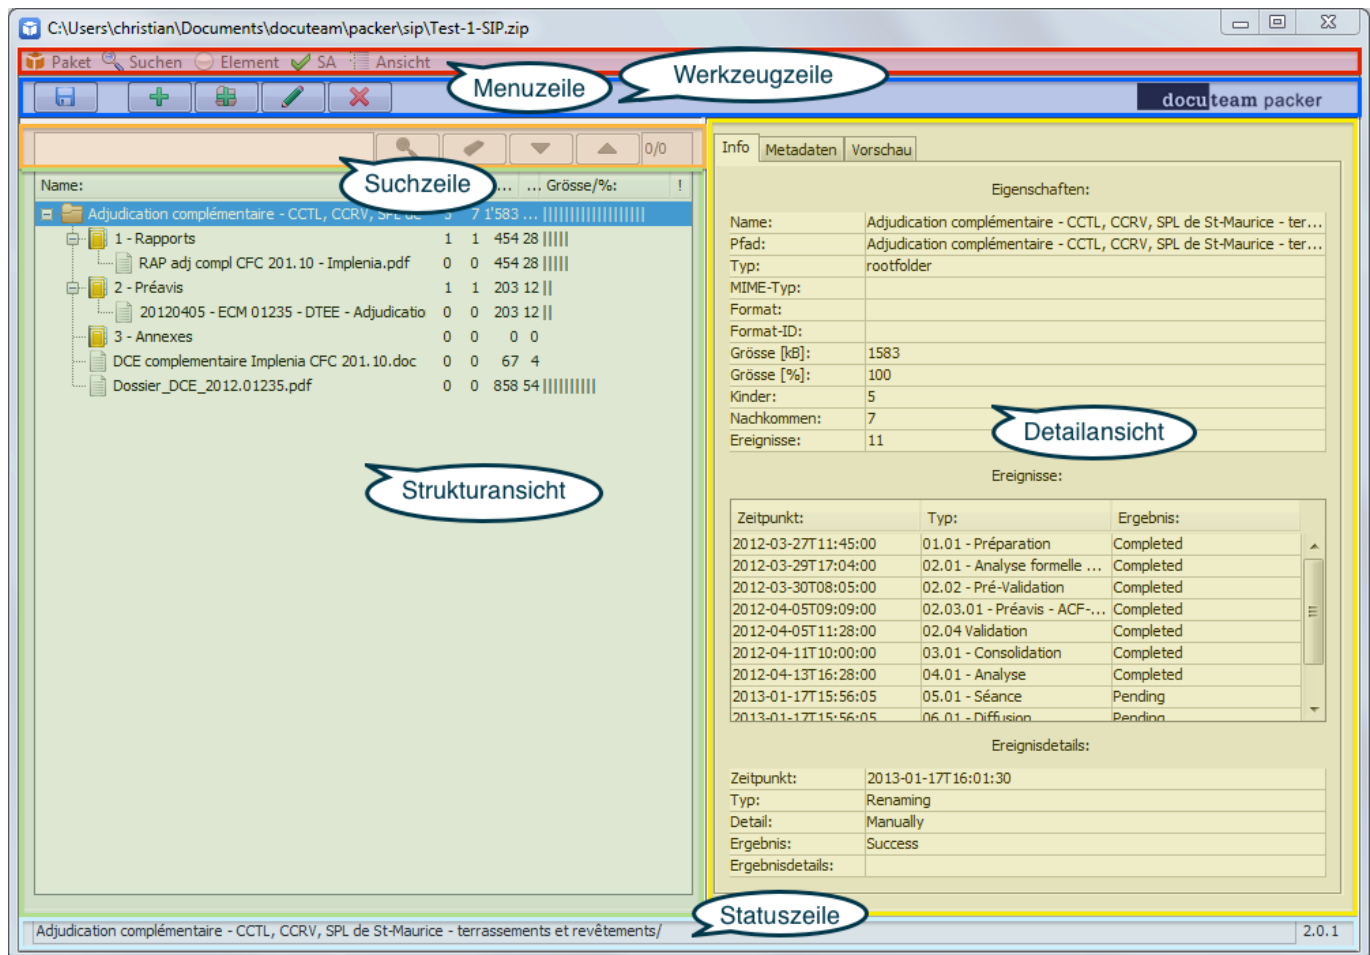 C:\Users\christian\Documents\docuteam\packer\sip\Test-1-SIP.zip
Paket Suchen Element SA Ansicht
Menuzeile
Werkzeugzeile
docuteam packer
0/0
Suchzeile
Name: ... ... Grösse/%: !
Adjudication complémentaire - CCTL, CCRV, SPL de 5 7 1'583 ...
1 - Rapports 1 1 454 28
RAP adj compl CFC 201.10 - Implenia.pdf 0 0 454 28
2 - Préavis 1 1 203 12
20120405 - ECM 01235 - DTEE - Adjudicatio 0 0 203 12
3 - Annexes 0 0 0 0
DCE complementaire Implenia CFC 201.10.doc 0 0 67 4
Dossier_DCE_2012.01235.pdf 0 0 858 54
Strukturansicht
Info Metadaten Vorschau
Eigenschaften:
Name: Adjudication complémentaire - CCTL, CCRV, SPL de St-Maurice - ter...
Pfad: Adjudication complémentaire - CCTL, CCRV, SPL de St-Maurice - ter...
Typ: rootfolder
MIME-Typ:
Format:
Format-ID:
Grösse [kB]: 1583
Grösse [%]: 100
Kinder: 5
Nachkommen: 7
Ereignisse: 11
Detailansicht
Ereignisse:
Zeitpunkt: Typ: Ergebnis:
2012-03-27T11:45:00 01.01 - Préparation Completed
2012-03-29T17:04:00 02.01 - Analyse formelle ... Completed
2012-03-30T08:05:00 02.02 - Pré-Validation Completed
2012-04-05T09:09:00 02.03.01 - Préavis - ACF-... Completed
2012-04-05T11:28:00 02.04 Validation Completed
2012-04-11T10:00:00 03.01 - Consolidation Completed
2012-04-13T16:28:00 04.01 - Analyse Completed
2013-01-17T15:56:05 05.01 - Séance Pending
2013-01-17T15:56:05 06.01 - Diffusion Pending
Ereignisdetails:
Zeitpunkt: 2013-01-17T16:01:30
Typ: Renaming
Detail: Manually
Ergebnis: Success
Ergebnisdetails:
Statuszeile
Adjudication complémentaire - CCTL, CCRV, SPL de St-Maurice - terrassements et revêtements/ 2.0.1